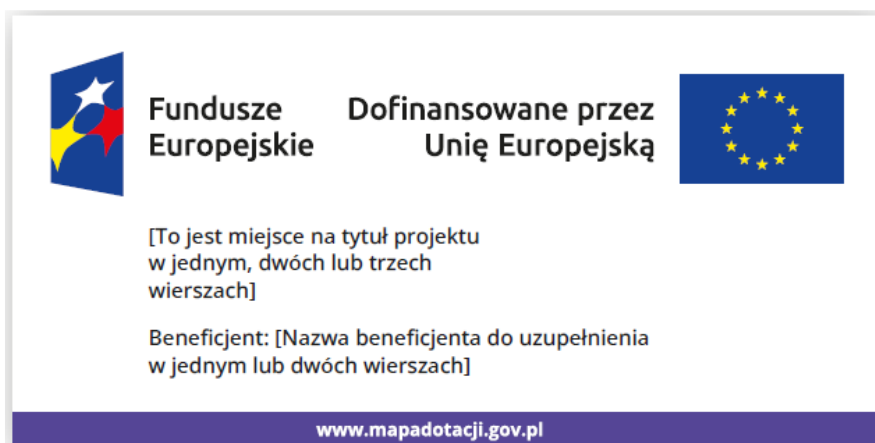 Fundusze
Europejskie
Dofinansowane przez
Unię Europejską
[To jest miejsce na tytuł projektu
w jednym, dwóch lub trzech
wierszach]
Beneficjent: [Nazwa beneficjenta do uzupełnienia
w jednym lub dwóch wierszach]
www.mapadotacji.gov.pl